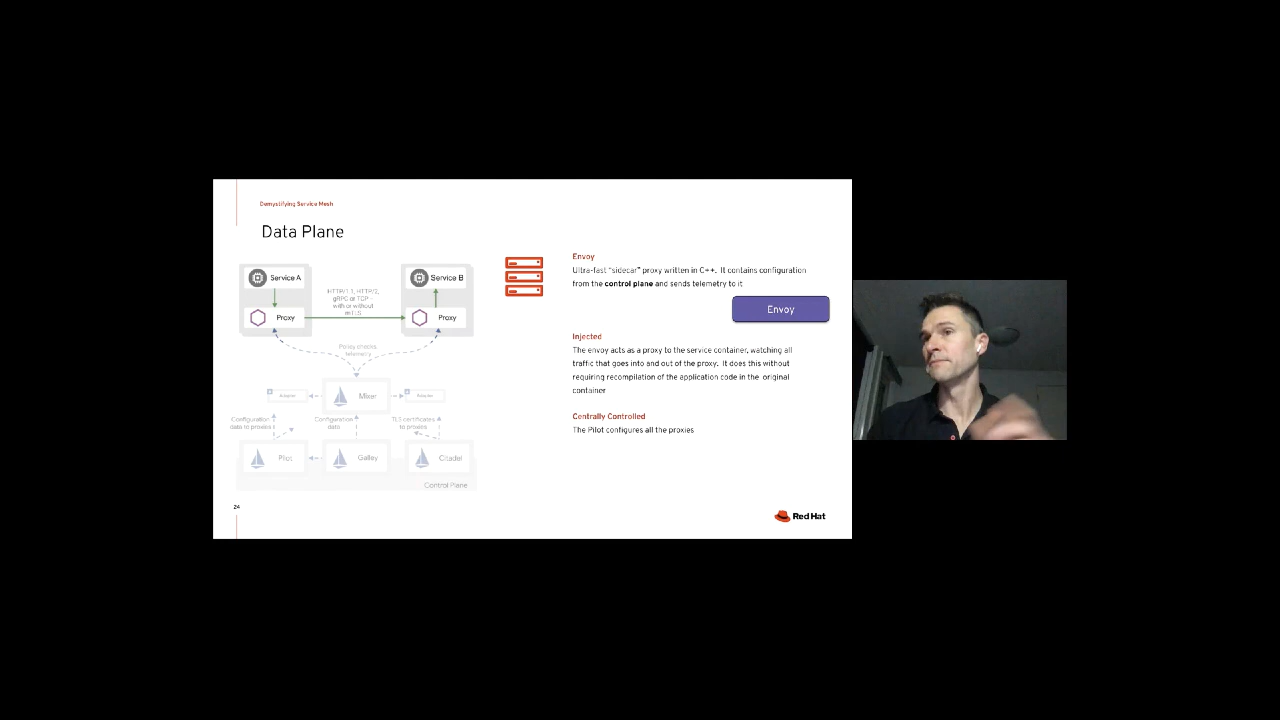 Demystifying Service Mesh
Data Plane
Service A
Service B
HTTP/1.1, HTTP/2,
gRPC or TCP -
with or without
mTLS
Proxy
Proxy
Policy checks
telemetry
Adapter
Mixer
Adapter
Configuration
data to proxies
Configuration
data
TLS certificates
to proxies
Pilot
Galley
Citadel
Control Plane
Envoy
Ultra-fast "sidecar" proxy written in C++. It contains configuration
from the control plane and sends telemetry to it
Envoy
Injected
The envoy acts as a proxy to the service container, watching all
traffic that goes into and out of the proxy. It does this without
requiring recompilation of the application code in the original
container
Centrally Controlled
The Pilot configures all the proxies
24
Red Hat